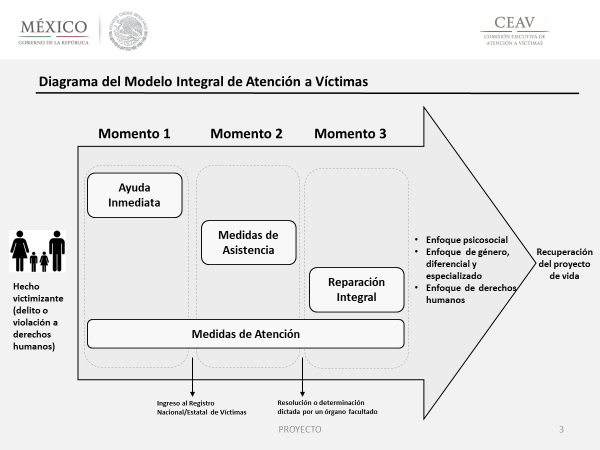 MÉXICO
GOBIERNO DE LA REPÚBLICA
CEAV
COMISIÓN EJECUTIVA DE
ATENCIÓN A VÍCTIMAS
Diagrama del Modelo Integral de Atención a Víctimas
Momento 1
Momento 2
Momento 3
Ayuda
Inmediata
Medidas de
Asistencia
Reparación
Integral
Medidas de Atención
Hecho
victimizante
(delito o
violación a
derechos
humanos)
• Enfoque psicosocial
• Enfoque de género,
diferencial y
especializado
• Enfoque de derechos
humanos
Recuperación
del proyecto
de vida
Ingreso al Registro
Nacional/Estatal de Víctimas
Resolución o determinación
dictada por un órgano facultado
PROYECTO
3